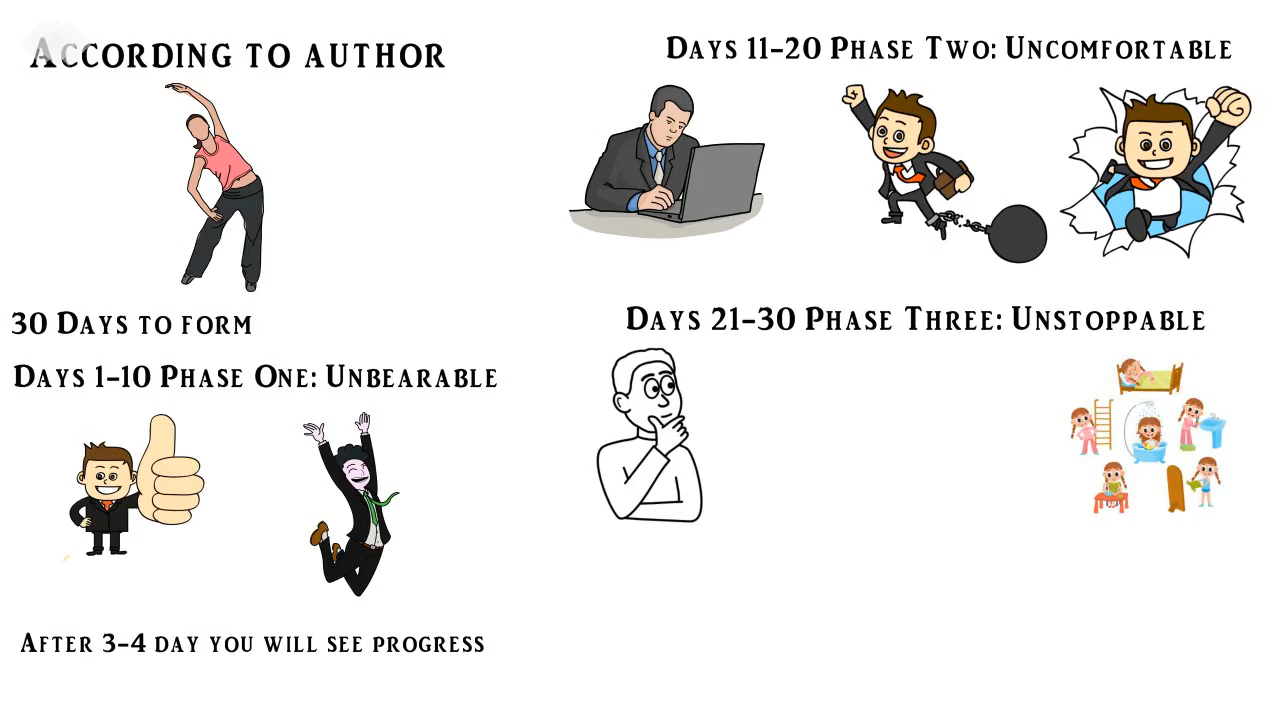 According to author
30 Days to form
Days 1-10 Phase One: Unbearable
After 3-4 day you will see progress
Days 11-20 Phase Two: Uncomfortable
Days 21-30 Phase Three: Unstoppable